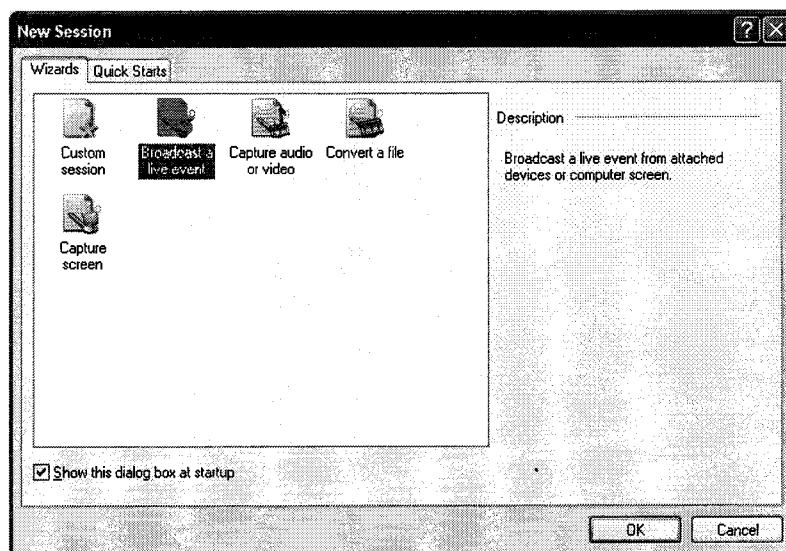 New Session
Wizards
Quick Starts
Custom
session
Broadcast a
live event
Capture audio
or video
Convert a file
Capture
screen
Description
Broadcast a live event from attached
devices or computer screen.
Show this dialog box at startup
OK
Cancel